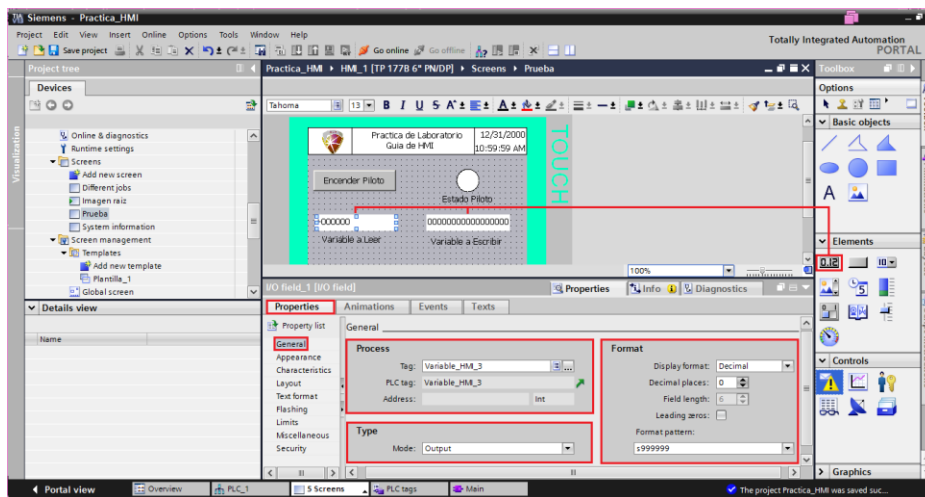 Siemens - Practica_HMI
Project Edit View Insert Online Options Tools Window Help
Totally Integrated Automation
PORTAL
Save project
Go online
Go offline
Project tree
Practica_HMI HMI_1 [TP 177B 6" PN/DP] Screens Prueba
Toolbox
Devices
Options
Tahoma 13 B I U S A
Visualization
Online & diagnostics
Runtime settings
Screens
Add new screen
Different jobs
Imagen raiz
Prueba
System information
Screen management
Templates
Add new template
Plantilla_1
Global screen
Details view
Name
Practica de Laboratorio
Guia de HMI
12/31/2000
10:59:59 AM
TOUCH
Encender Piloto
Estado Piloto
+000000
0000000000000000
Variable a Leer
Variable a Escribir
100%
Basic objects
A
Elements
0.12
10
5
Controls
Graphics
I/O field_1 [I/O field]
Properties Info Diagnostics
Properties Animations Events Texts
Property list
General
Appearance
Characteristics
Layout
Text format
Flashing
Limits
Miscellaneous
Security
General
Process
Tag: Variable_HMI_3
PLC tag: Variable_HMI_3
Address: Int
Type
Mode: Output
Format
Display format: Decimal
Decimal places: 0
Field length: 6
Leading zeros:
Format pattern:
s999999
Portal view Overview PLC_1 5 Screens PLC tags Main
The project Practica_HMI was saved suc...